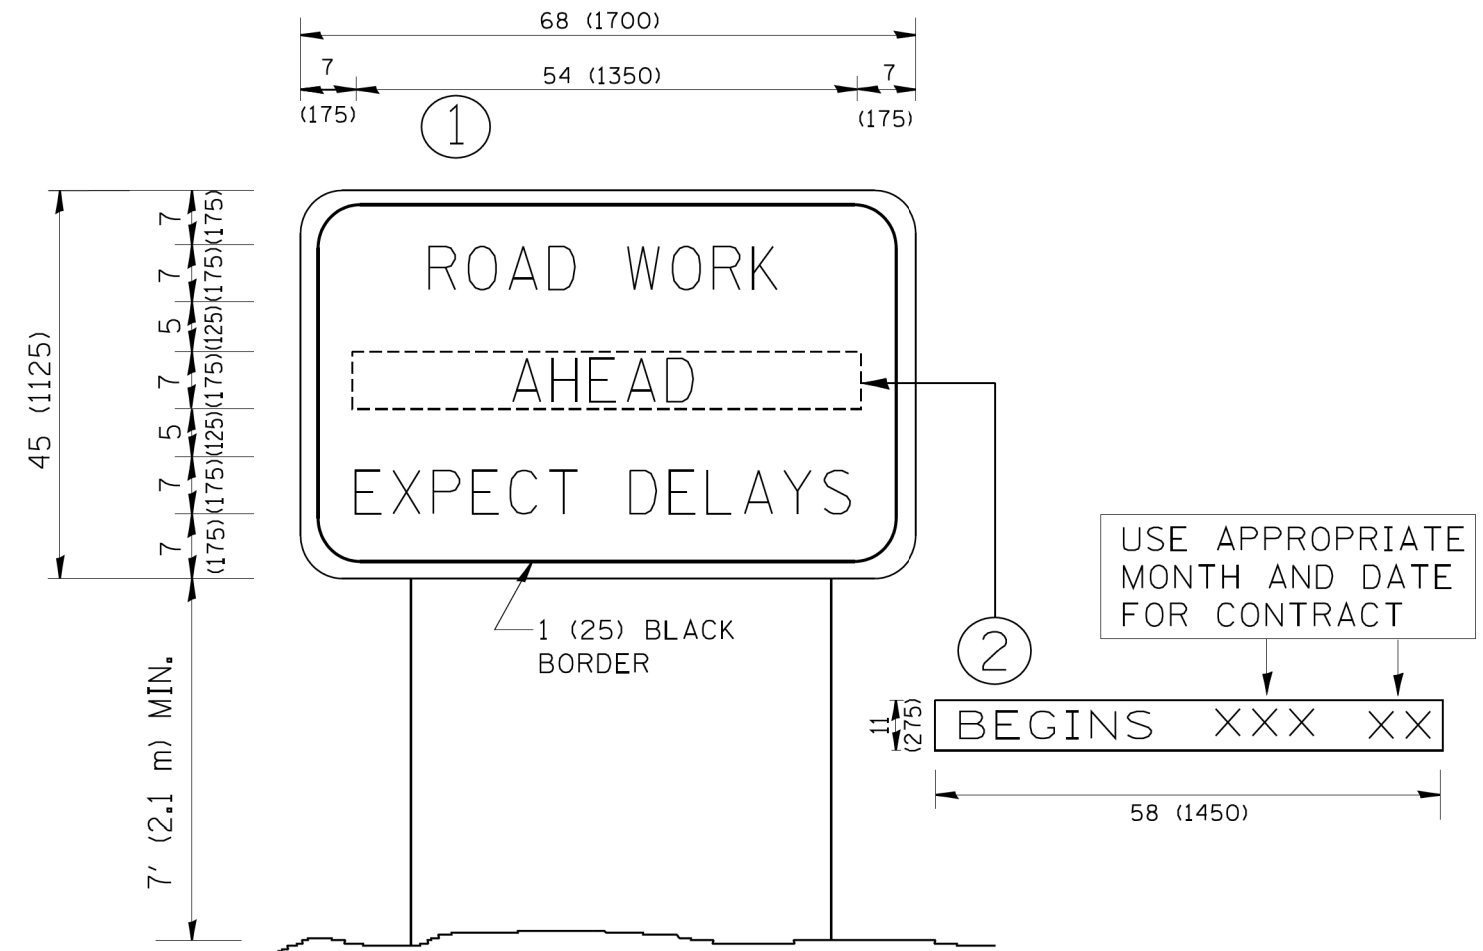 68 (1700)
7
54 (1350)
7
(175)
(175)
1
7
(175)
7
(175)
5
(125)
7
(175)
5
(125)
7
(175)
7
(175)
45 (1125)
ROAD WORK
AHEAD
EXPECT DELAYS
1 (25) BLACK
BORDER
7' (2.1 m) MIN.
USE APPROPRIATE
MONTH AND DATE
FOR CONTRACT
2
11
(275)
BEGINS XXX XX
58 (1450)